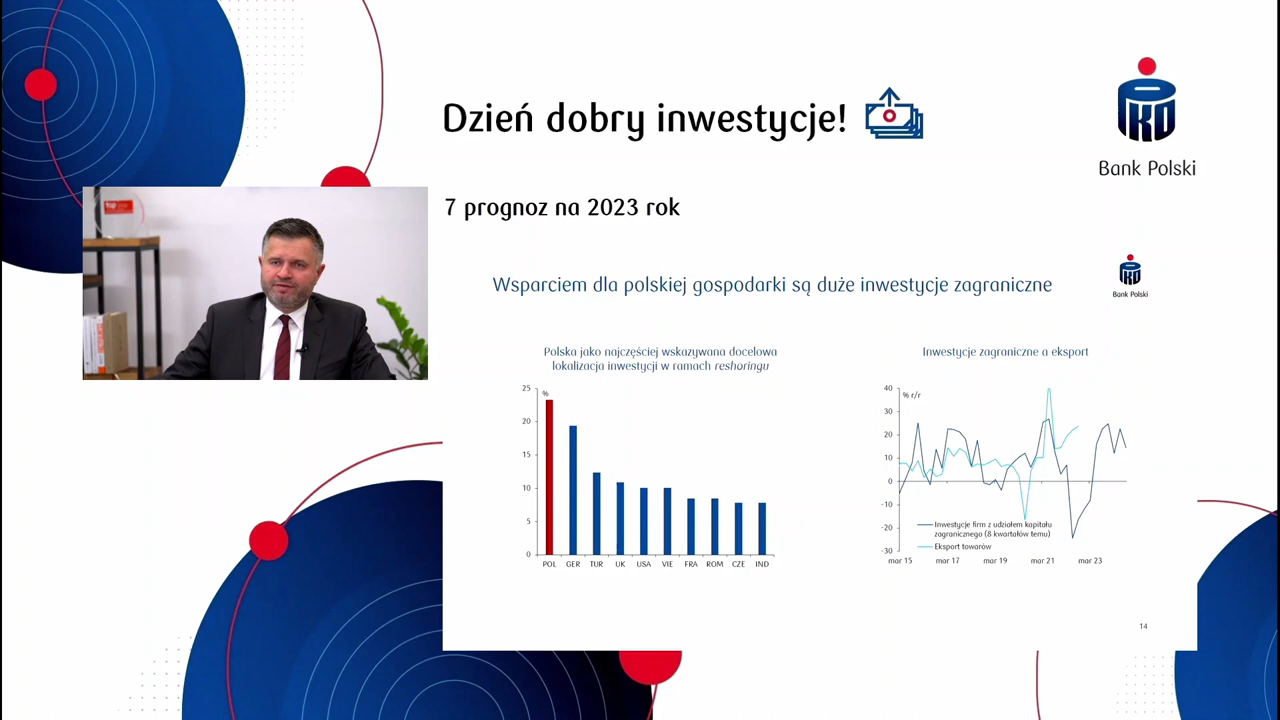 Dzień dobry inwestycje!
PKO
Bank Polski
7 prognoz na 2023 rok
Wsparciem dla polskiej gospodarki są duże inwestycje zagraniczne
PKO
Bank Polski
Polska jako najczęściej wskazywana docelowa
lokalizacja inwestycji w ramach reshoringu
25
%
20
15
10
5
0
POL GER TUR UK USA VIE FRA ROM CZE IND
Inwestycje zagraniczne a eksport
40
% r/r
30
20
10
0
-10
-20
-30
Inwestycje firm z udziałem kapitału
zagranicznego (8 kwartałów temu)
Eksport towarów
mar 15 mar 17 mar 19 mar 21 mar 23
14